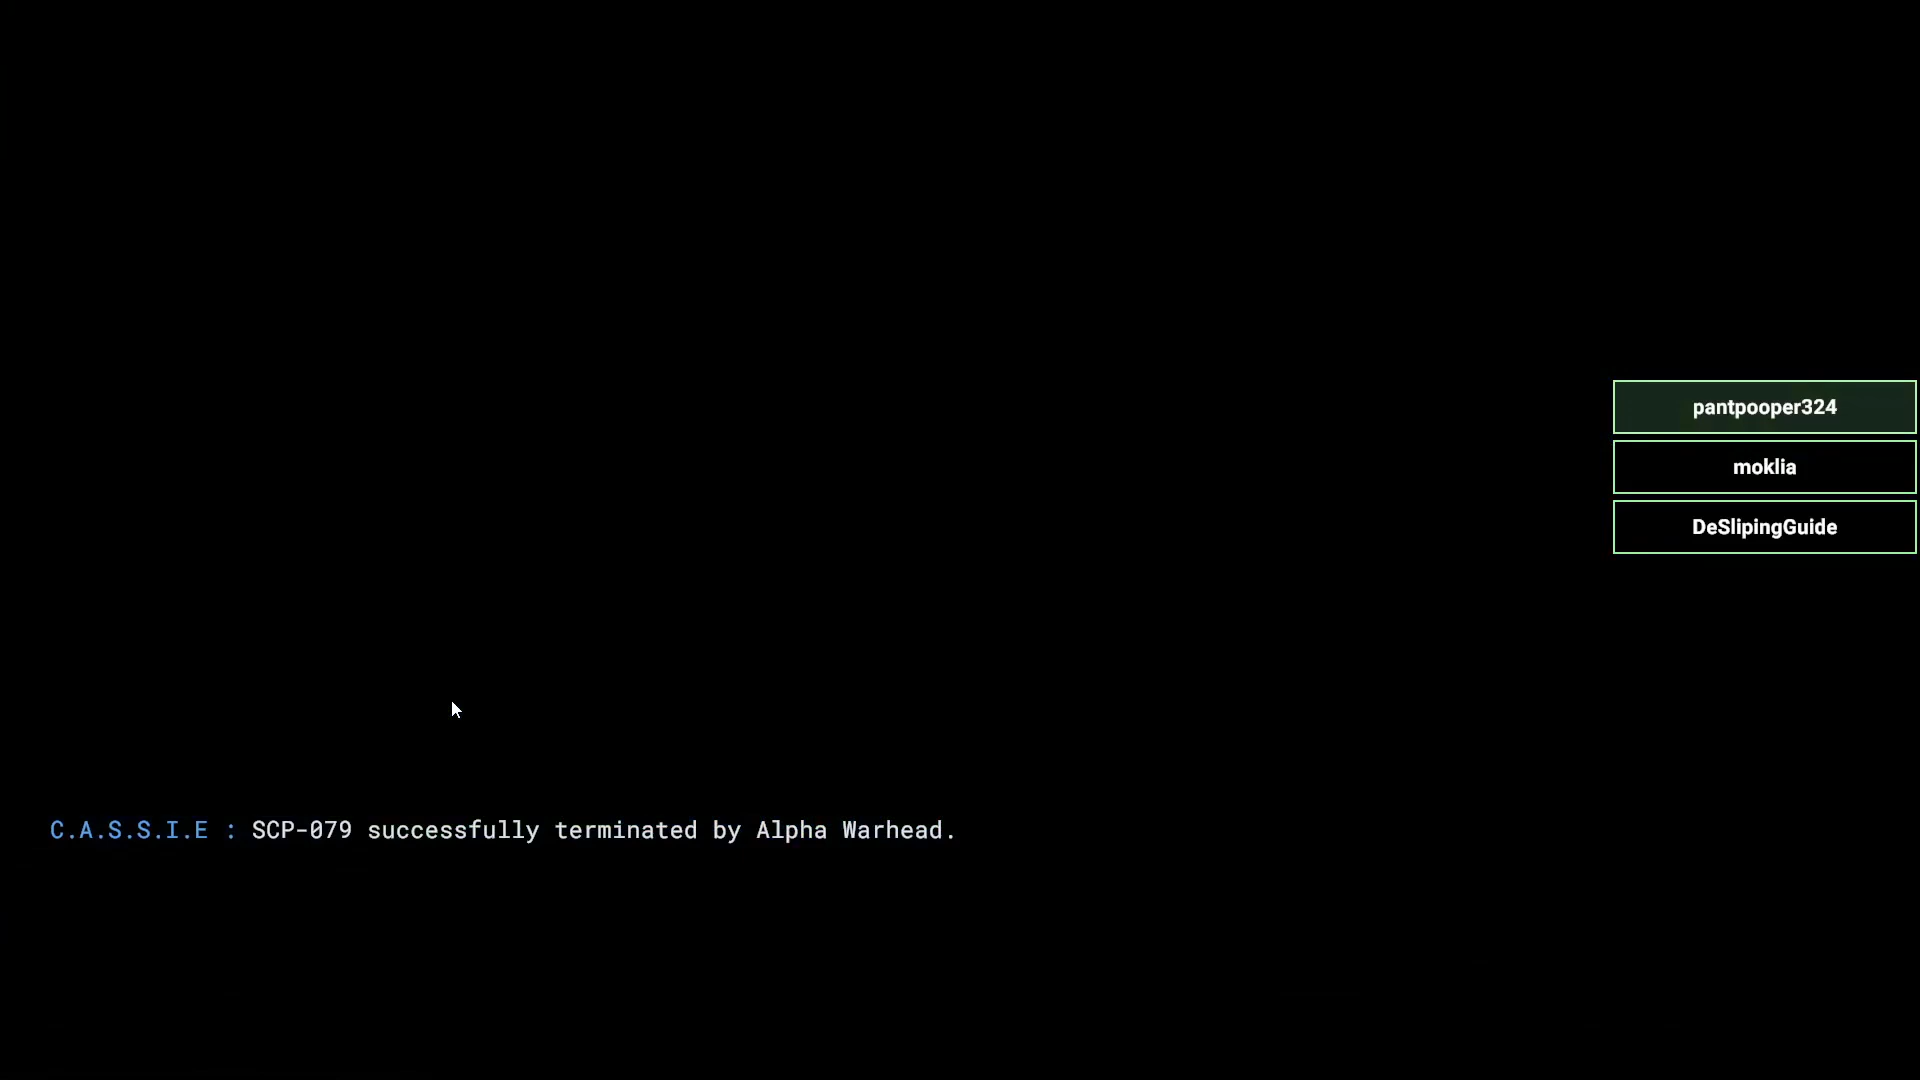 pantpooper324
moklia
DeSlipingGuide
C.A.S.S.I.E : SCP-079 successfully terminated by Alpha Warhead.